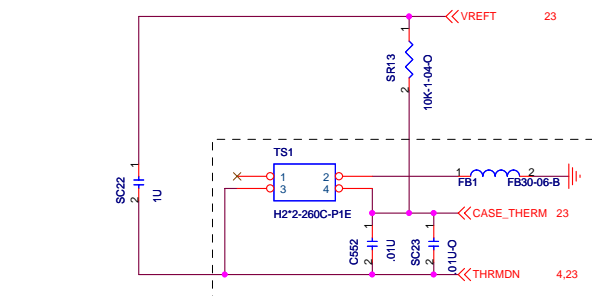 VREFT 23
1
SR13
10K-1-04-O
2
TS1
1 2
3 4
H2*2-260C-P1E
1 2
FB1 FB30-06-B
1
SC22
1U
2
CASE_THERM 23
1 1
C552
.01U
SC23
.01U-O
2 2
THRMDN 4,23